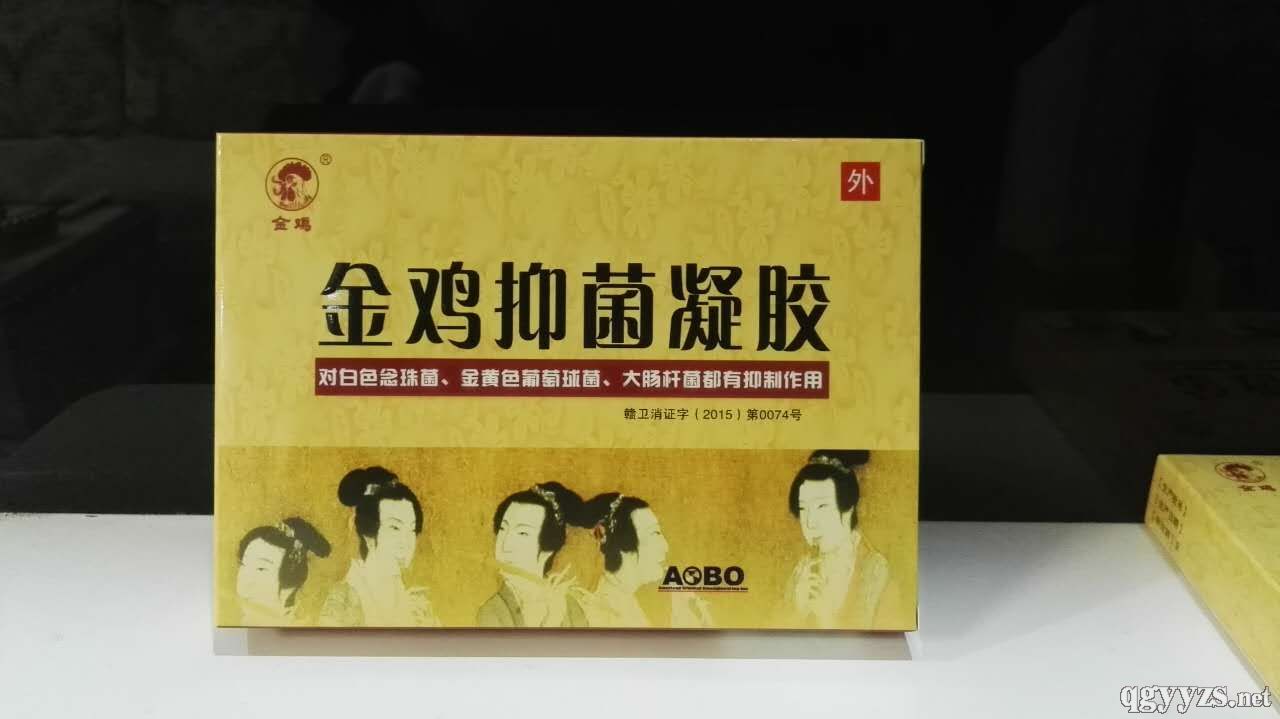 ®
外
金鸡
金鸡抑菌凝胶
对白色念珠菌、金黄色葡萄球菌、大肠杆菌都有抑制作用
赣卫消证字（2015）第0074号
AOBO
金鸡
qgyyzs.net